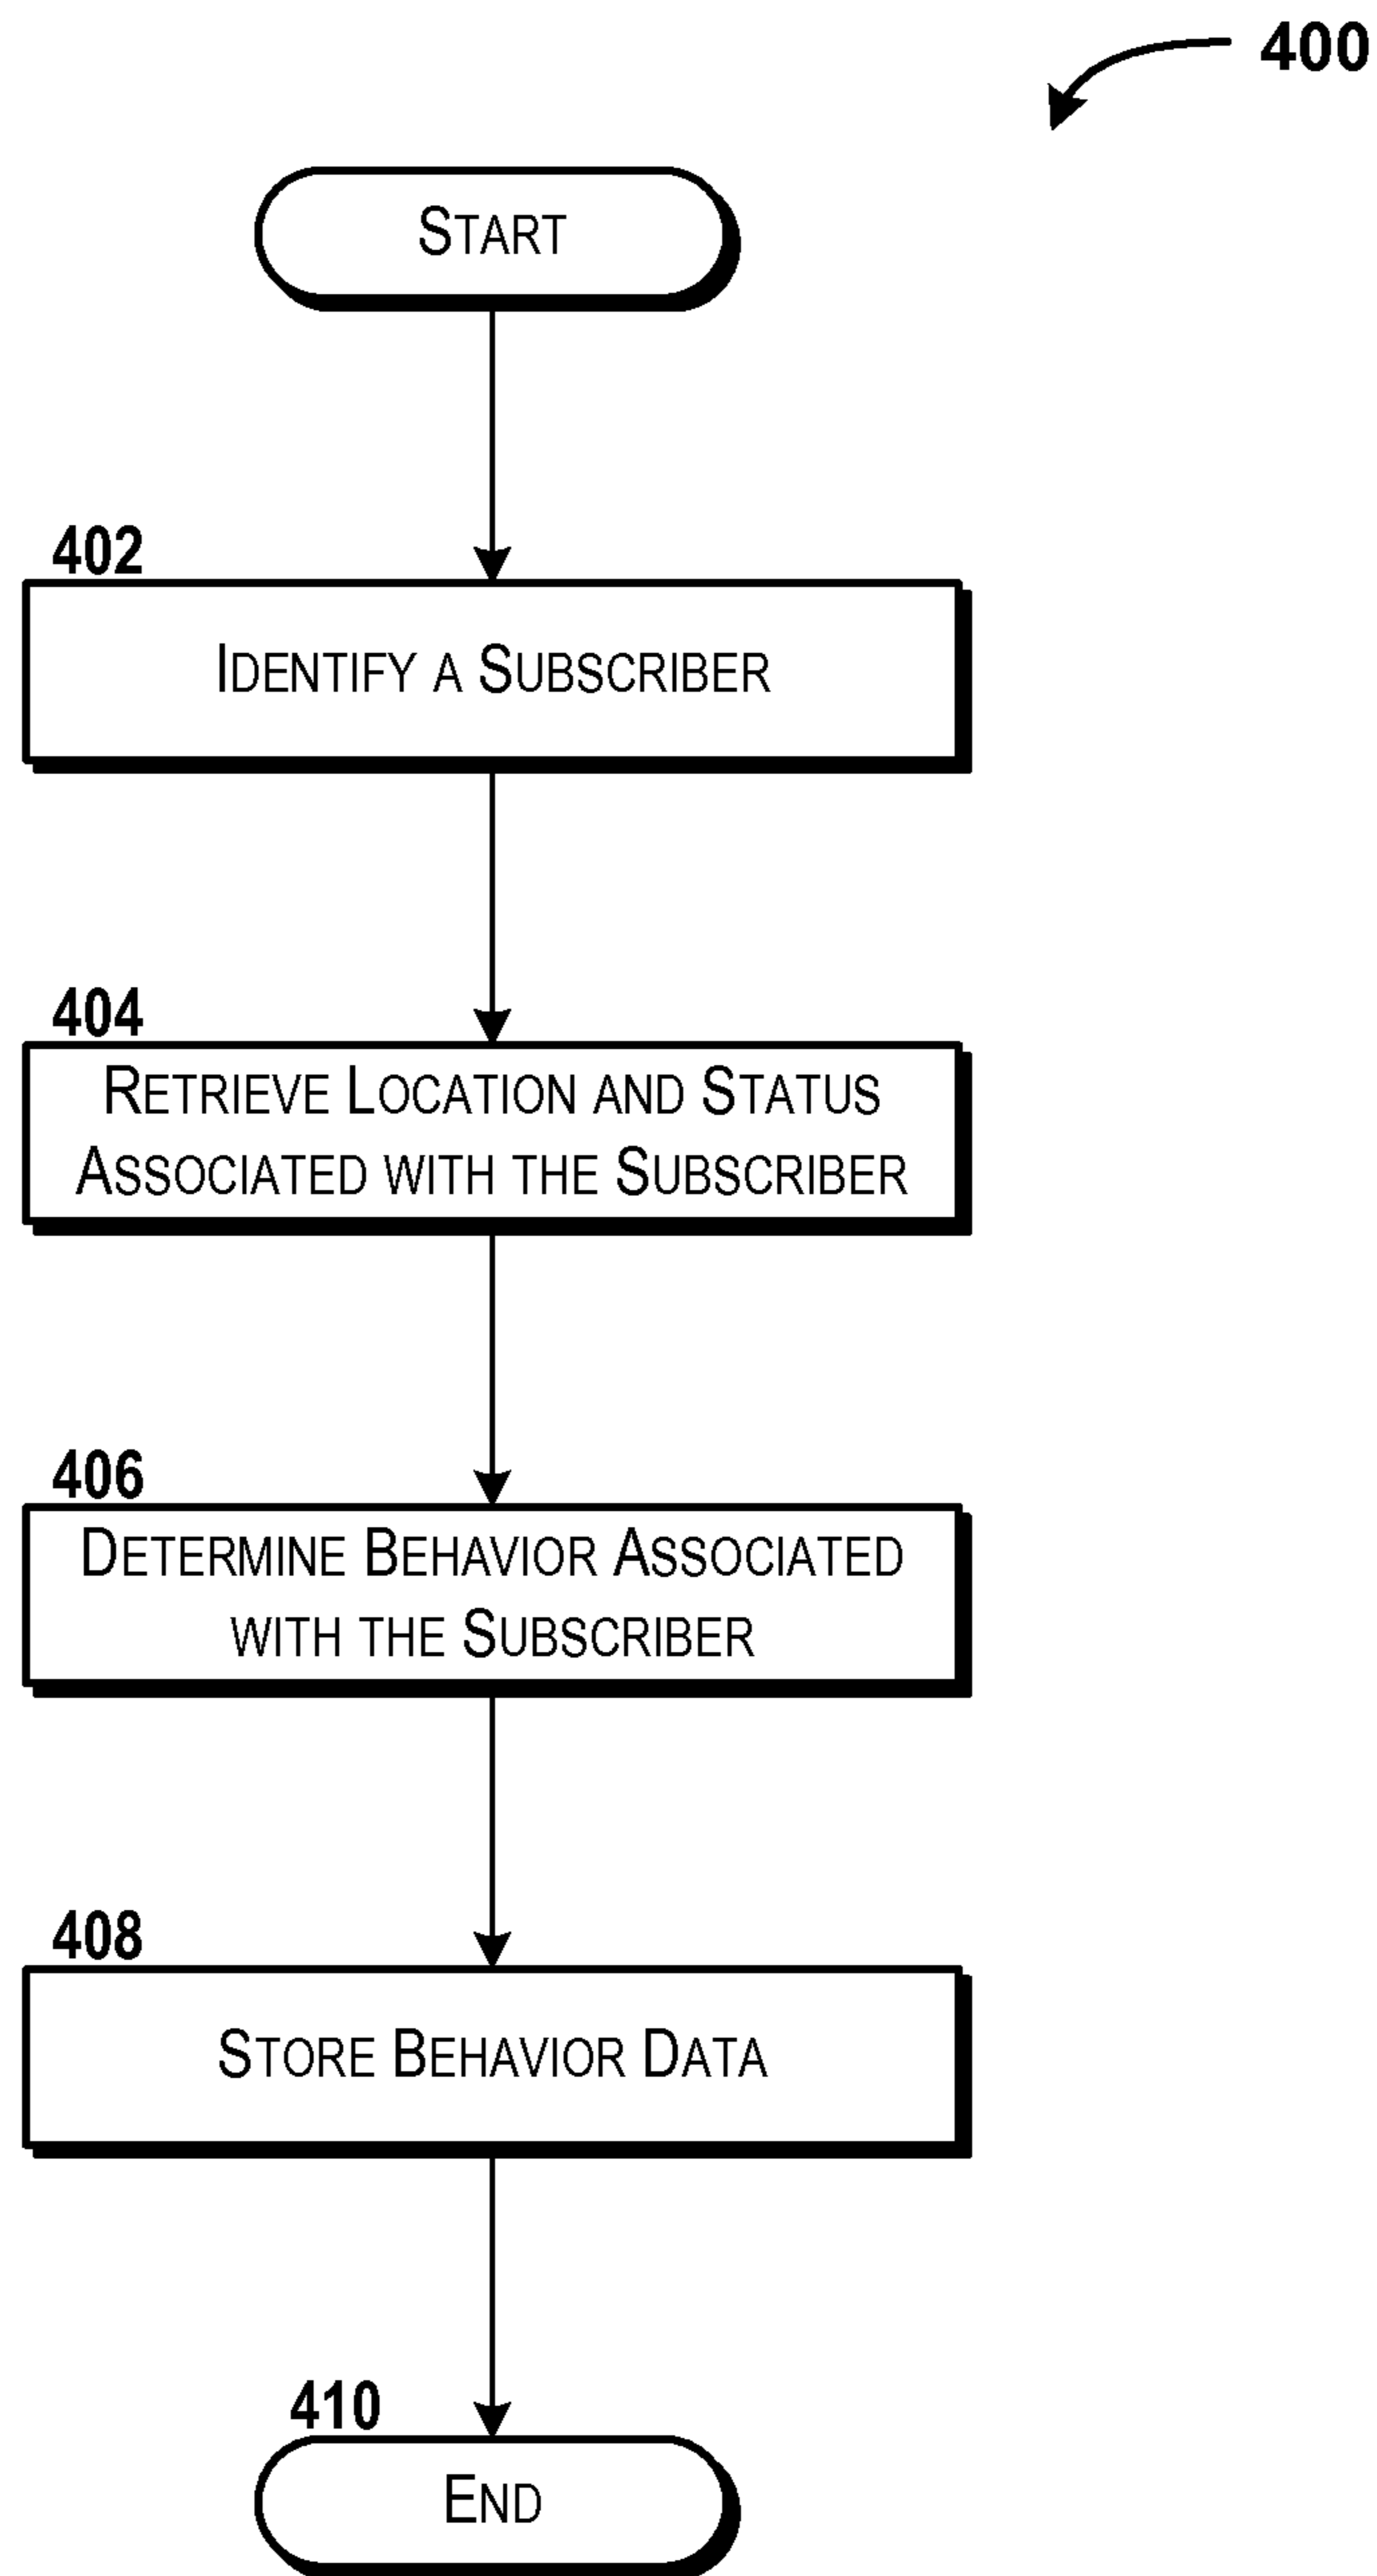 400
START
402
IDENTIFY A SUBSCRIBER
404
RETRIEVE LOCATION AND STATUS
ASSOCIATED WITH THE SUBSCRIBER
406
DETERMINE BEHAVIOR ASSOCIATED
WITH THE SUBSCRIBER
408
STORE BEHAVIOR DATA
410
END